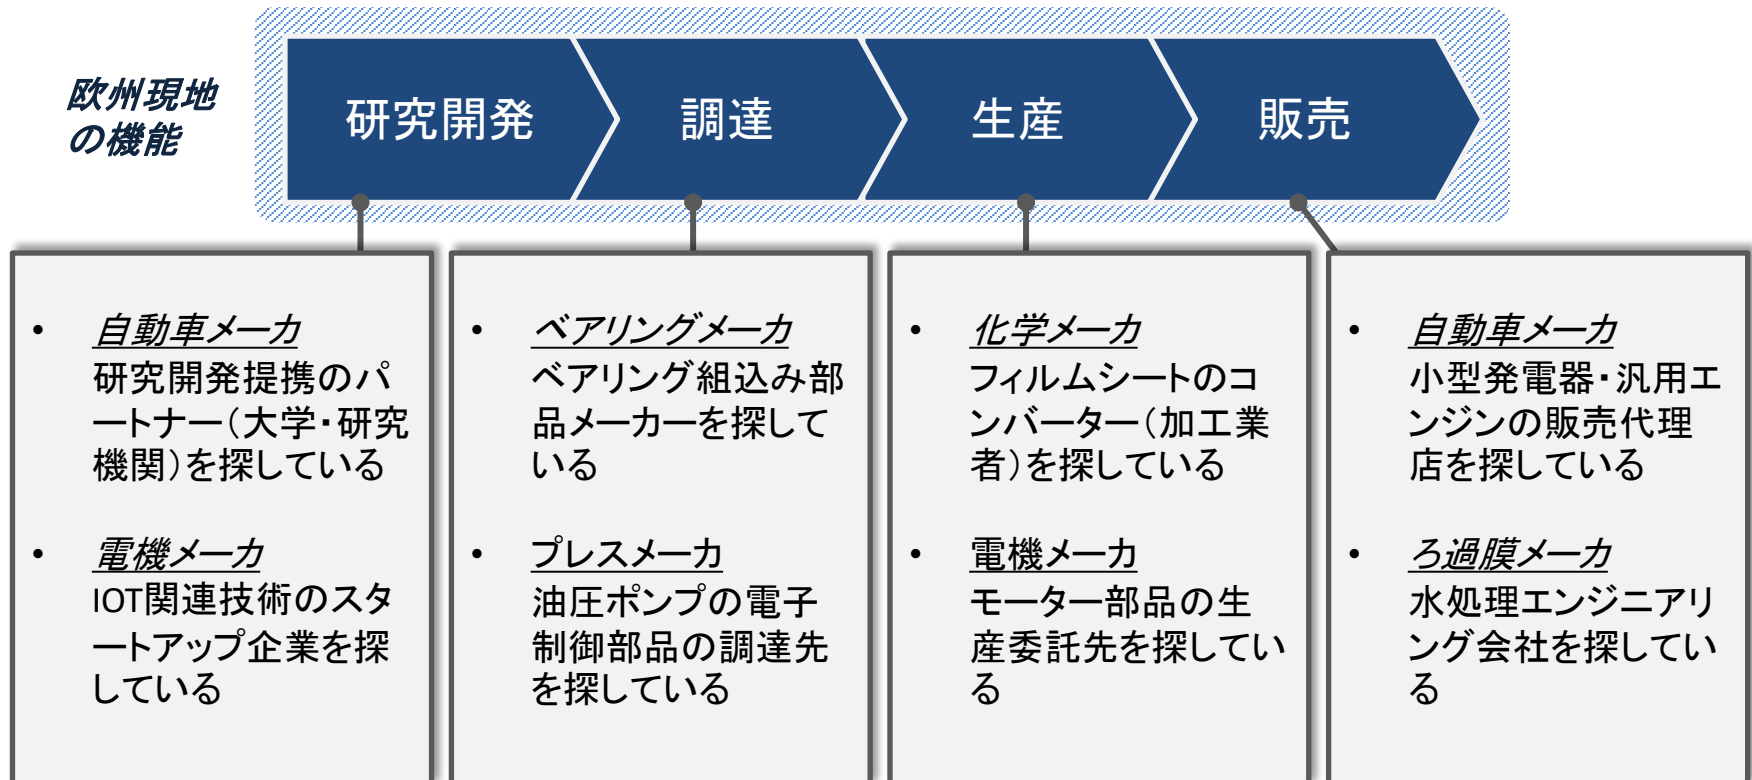 欧州現地
の機能
研究開発
調達
生産
販売
• 自動車メーカ
研究開発提携のパ
ートナー(大学・研究
機関)を探している
• 電機メーカ
IOT関連技術のスタ
ートアップ企業を探
している
• ベアリングメーカ
ベアリング組込み部
品メーカーを探して
いる
• プレスメーカ
油圧ポンプの電子
制御部品の調達先
を探している
• 化学メーカ
フィルムシートのコ
ンバーター(加工業
者)を探している
• 電機メーカ
モーター部品の生
産委託先を探してい
る
• 自動車メーカ
小型発電器・汎用エ
ンジンの販売代理
店を探している
• ろ過膜メーカ
水処理エンジニアリ
ング会社を探してい
る